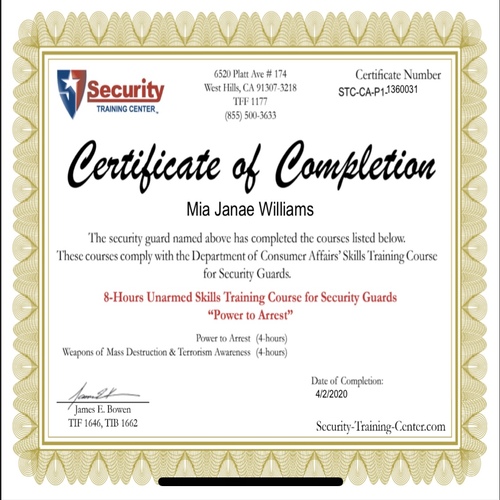 Security
TRAINING CENTER
6520 Platt Ave # 174
West Hills, CA 91307-3218
TFF 1177
(855) 500-3633
Certificate Number
STC-CA-P1-1360031
Certificate of Completion
Mia Janae Williams
The security guard named above has completed the courses listed below.
These courses comply with the Department of Consumer Affairs' Skills Training Course
for Security Guards.
8-Hours Unarmed Skills Training Course for Security Guards
“Power to Arrest”
Power to Arrest (4-hours)
Weapons of Mass Destruction & Terrorism Awareness (4-hours)
James E. Bowen
TIF 1646, TIB 1662
Date of Completion:
4/2/2020
Security-Training-Center.com